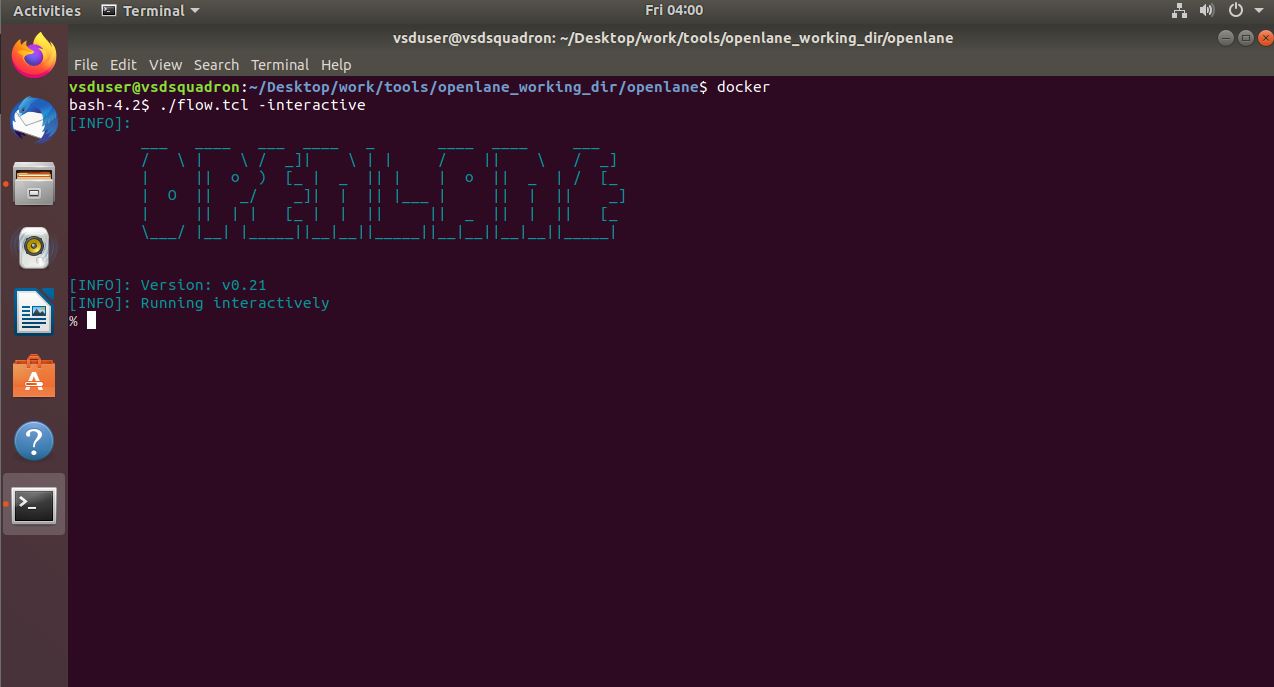 Activities Terminal Fri 04:00
vsduser@vsdsquadron: ~/Desktop/work/tools/openlane_working_dir/openlane
File Edit View Search Terminal Help
vsduser@vsdsquadron:~/Desktop/work/tools/openlane_working_dir/openlane$ docker
bash-4.2$ ./flow.tcl -interactive
[INFO]:
OPENLANE
[INFO]: Version: v0.21
[INFO]: Running interactively
%